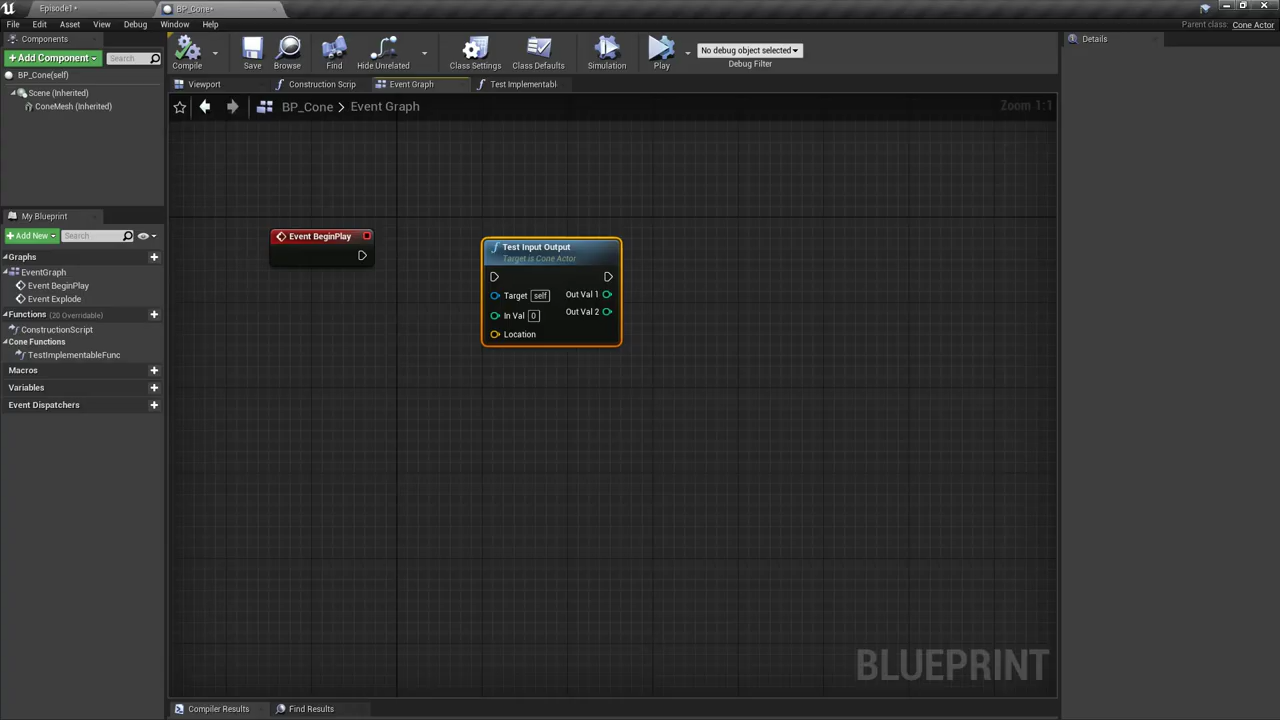 Episode1*
BP_Cone*
File Edit Asset View Debug Window Help
Parent class: Cone Actor
Components
Details
+Add Component
Search
Compile
Save
Browse
Find
Hide Unrelated
Class Settings
Class Defaults
Simulation
Play
No debug object selected
Debug Filter
BP_Cone(self)
Scene (Inherited)
ConeMesh (Inherited)
Viewport
Construction Scrip
Event Graph
Test Implementabl
BP_Cone > Event Graph
Zoom 1:1
My Blueprint
+Add New
Search
Graphs
EventGraph
Event BeginPlay
Event Explode
Functions (20 Overridable)
ConstructionScript
Cone Functions
TestImplementableFunc
Macros
Variables
Event Dispatchers
Event BeginPlay
Test Input Output
Target is Cone Actor
Target self
Out Val 1
In Val 0
Out Val 2
Location
BLUEPRINT
Compiler Results
Find Results